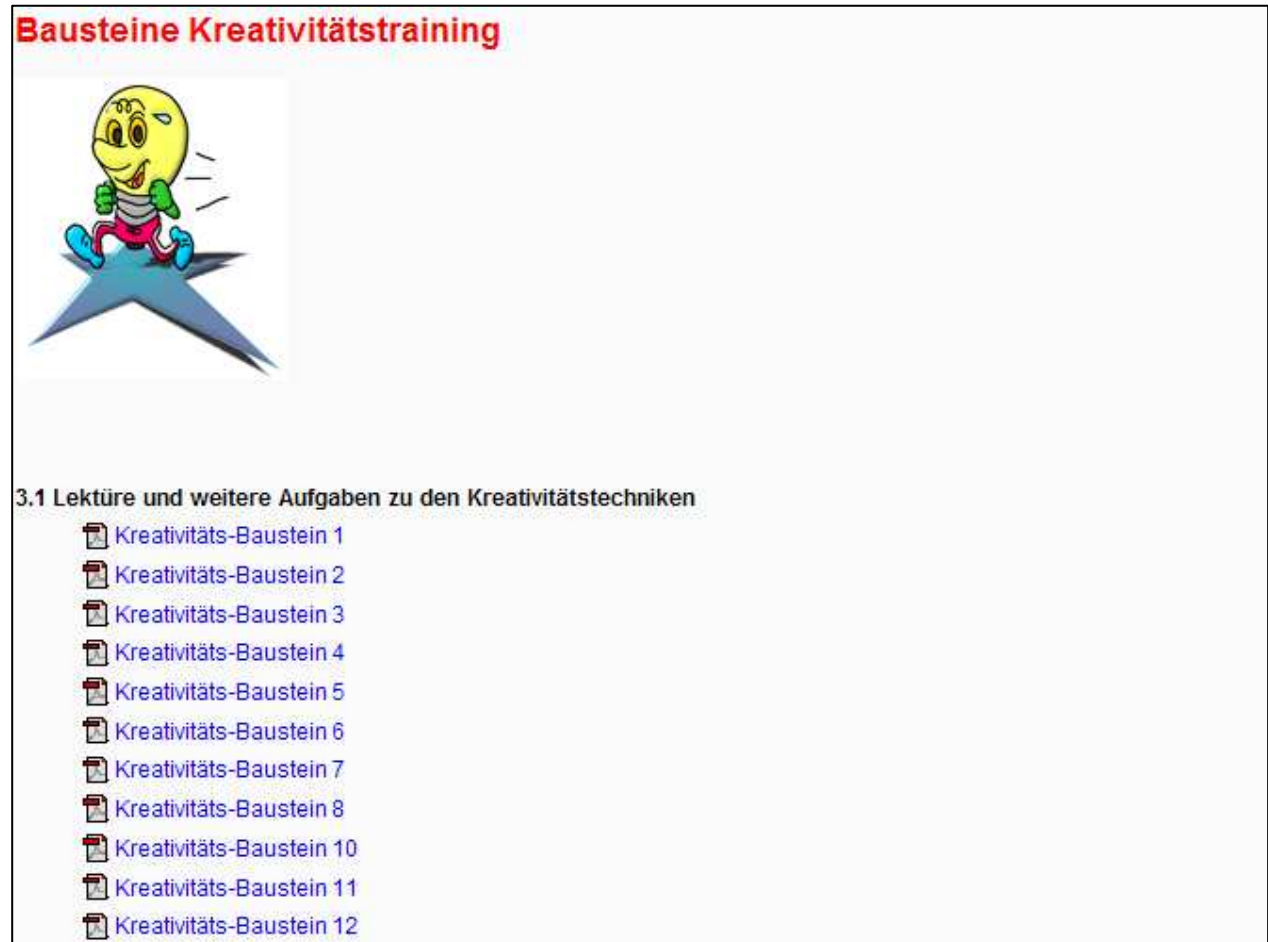 Bausteine Kreativitätstraining
3.1 Lektüre und weitere Aufgaben zu den Kreativitätstechniken
Kreativitäts-Baustein 1
Kreativitäts-Baustein 2
Kreativitäts-Baustein 3
Kreativitäts-Baustein 4
Kreativitäts-Baustein 5
Kreativitäts-Baustein 6
Kreativitäts-Baustein 7
Kreativitäts-Baustein 8
Kreativitäts-Baustein 10
Kreativitäts-Baustein 11
Kreativitäts-Baustein 12